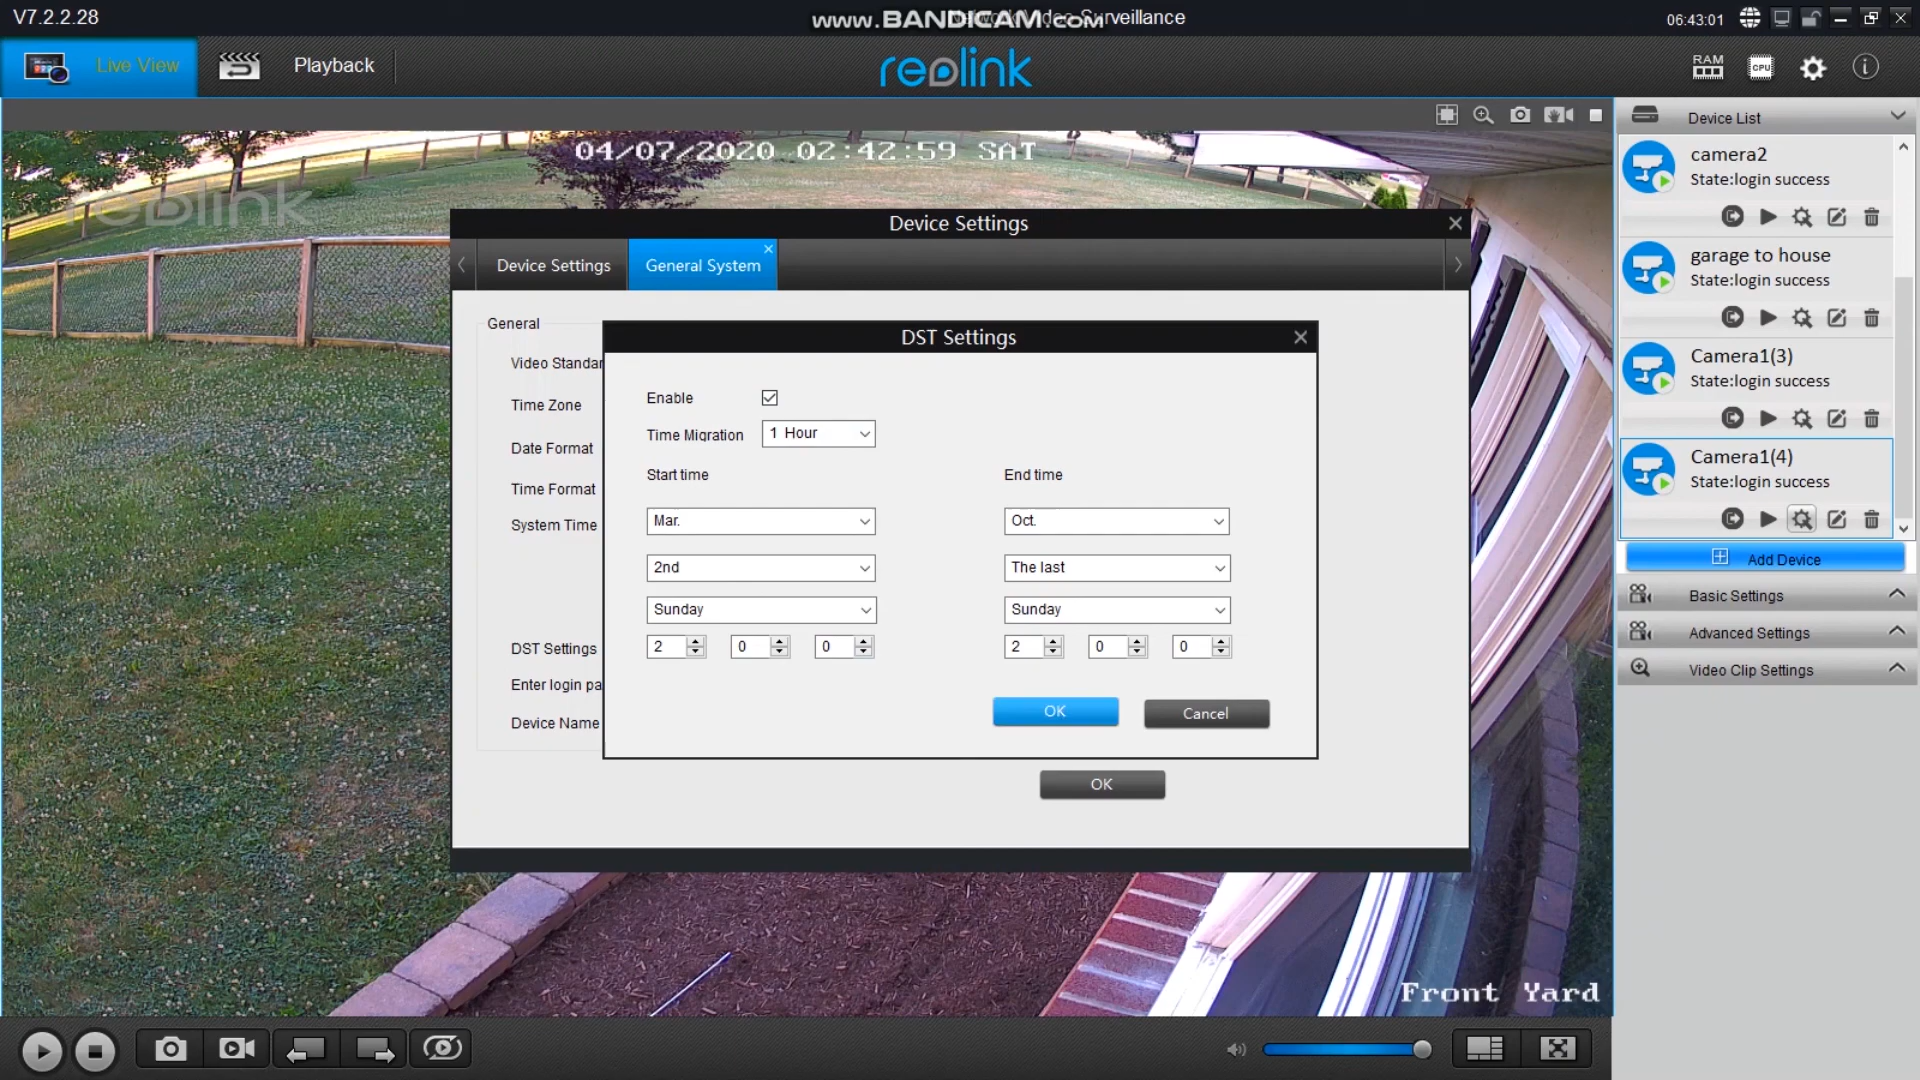 V7.2.2.28
www.BANDICAM.com
Surveillance
06:43:01
Live View
Playback
reolink
RAM
CPU
04/07/2020 02:42:59 SAT
reolink
Device List
camera2
State:login success
garage to house
State:login success
Camera1(3)
State:login success
Camera1(4)
State:login success
Add Device
Basic Settings
Advanced Settings
Video Clip Settings
Device Settings
Device Settings
General System
General
Video Standar
Time Zone
Date Format
Time Format
System Time
DST Settings
Enter login pa
Device Name
OK
DST Settings
Enable
Time Migration
1 Hour
Start time
End time
Mar.
Oct.
2nd
The last
Sunday
Sunday
2 0 0
2 0 0
OK
Cancel
Front Yard